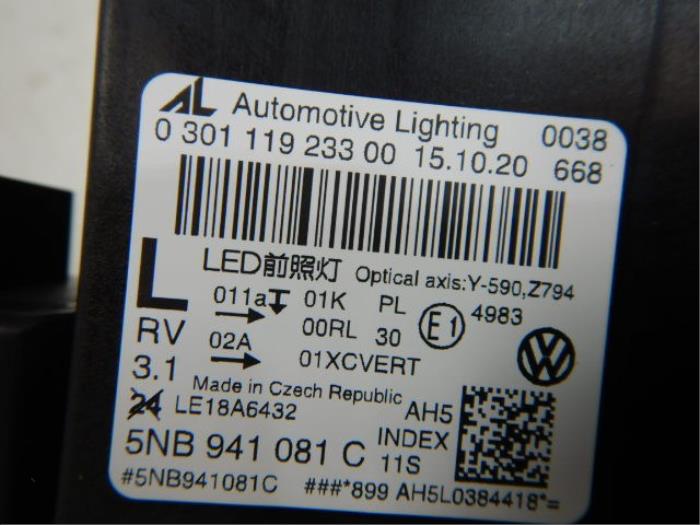 AL Automotive Lighting 0038
0 301 119 233 00 15.10.20 668
L LED前照灯 Optical axis:Y-590,Z794
011a 01K PL E1 4983
RV 02A 00RL 30 VW
3.1 01XCVERT
Made in Czech Republic AH5
24 LE18A6432
5NB 941 081 C INDEX 11S
#5NB941081C ###*899 AH5L0384418*=